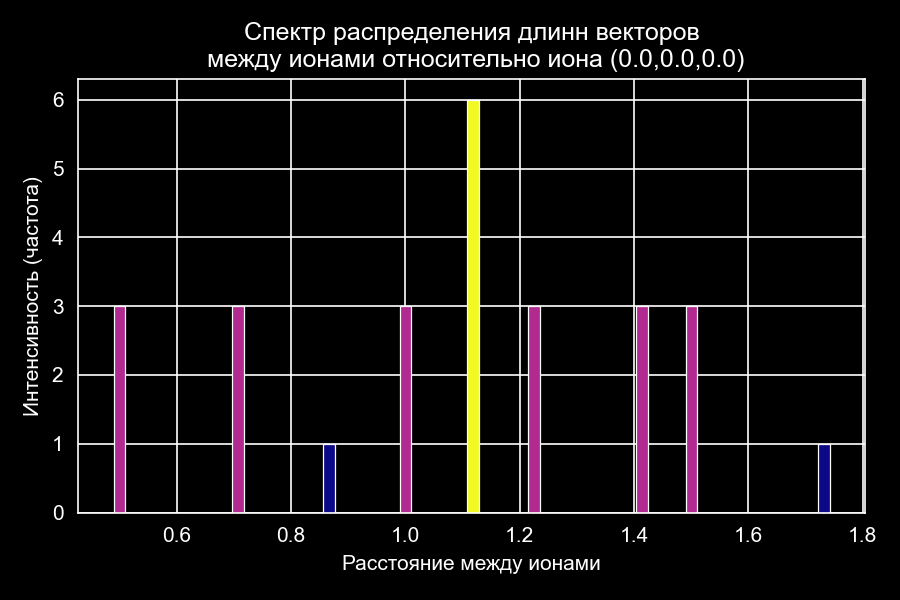 Спектр распределения длинн векторов
между ионами относительно иона (0.0,0.0,0.0)
6
5
4
3
2
1
0
Интенсивность (частота)
0.6 0.8 1.0 1.2 1.4 1.6 1.8
Расстояние между ионами